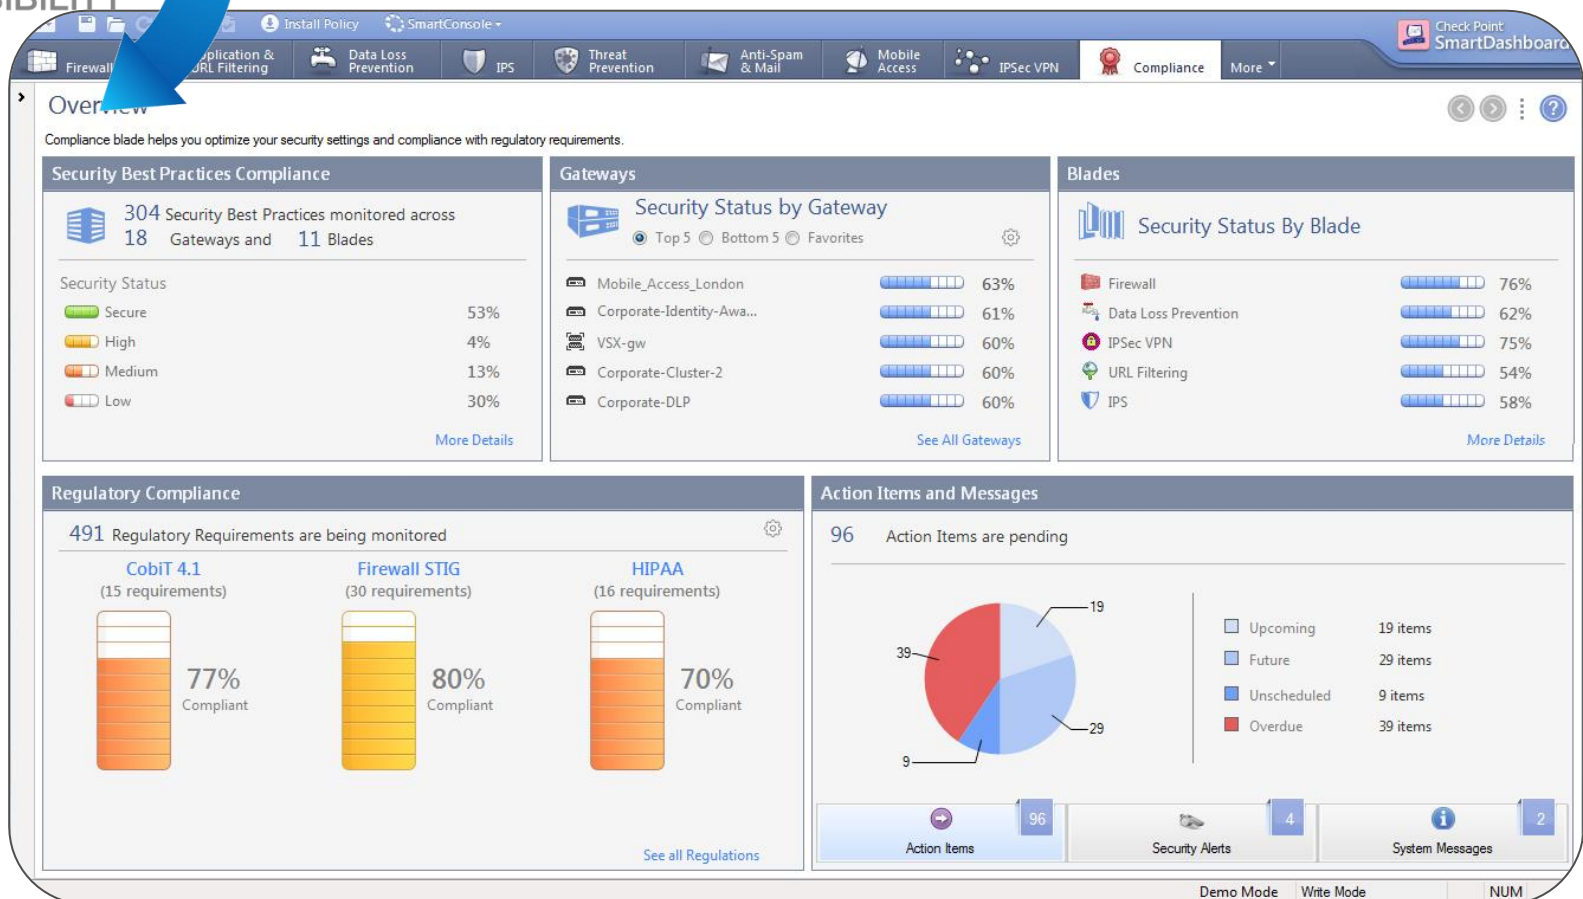 Install Policy
SmartConsole
Check Point
SmartDashboard
Firewall
Application &
URL Filtering
Data Loss
Prevention
IPS
Threat
Prevention
Anti-Spam
& Mail
Mobile
Access
IPSec VPN
Compliance
More
Overview
Compliance blade helps you optimize your security settings and compliance with regulatory requirements.
Security Best Practices Compliance
304 Security Best Practices monitored across
18 Gateways and 11 Blades
Security Status
Secure 53%
High 4%
Medium 13%
Low 30%
More Details
Gateways
Security Status by Gateway
Top 5 Bottom 5 Favorites
Mobile_Access_London 63%
Corporate-Identity-Awa... 61%
VSX-gw 60%
Corporate-Cluster-2 60%
Corporate-DLP 60%
See All Gateways
Blades
Security Status By Blade
Firewall 76%
Data Loss Prevention 62%
IPSec VPN 75%
URL Filtering 54%
IPS 58%
More Details
Regulatory Compliance
491 Regulatory Requirements are being monitored
CobiT 4.1
(15 requirements)
77%
Compliant
Firewall STIG
(30 requirements)
80%
Compliant
HIPAA
(16 requirements)
70%
Compliant
See all Regulations
Action Items and Messages
96 Action Items are pending
19
39
29
9
Upcoming 19 items
Future 29 items
Unscheduled 9 items
Overdue 39 items
96
Action Items
4
Security Alerts
2
System Messages
Demo Mode Write Mode NUM